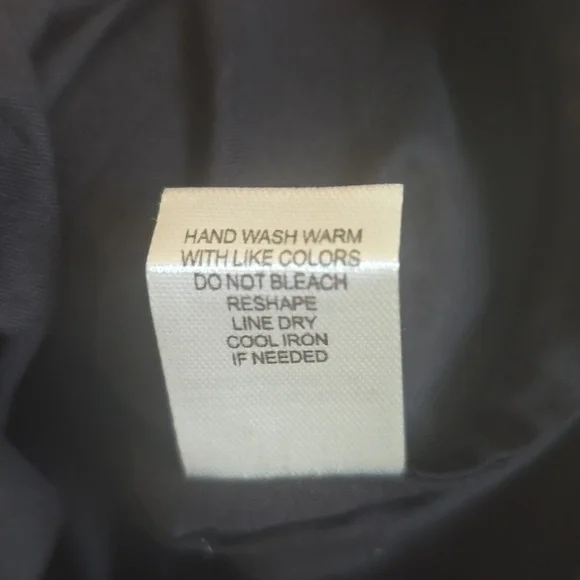 HAND WASH WARM
WITH LIKE COLORS
DO NOT BLEACH
RESHAPE
LINE DRY
COOL IRON
IF NEEDED